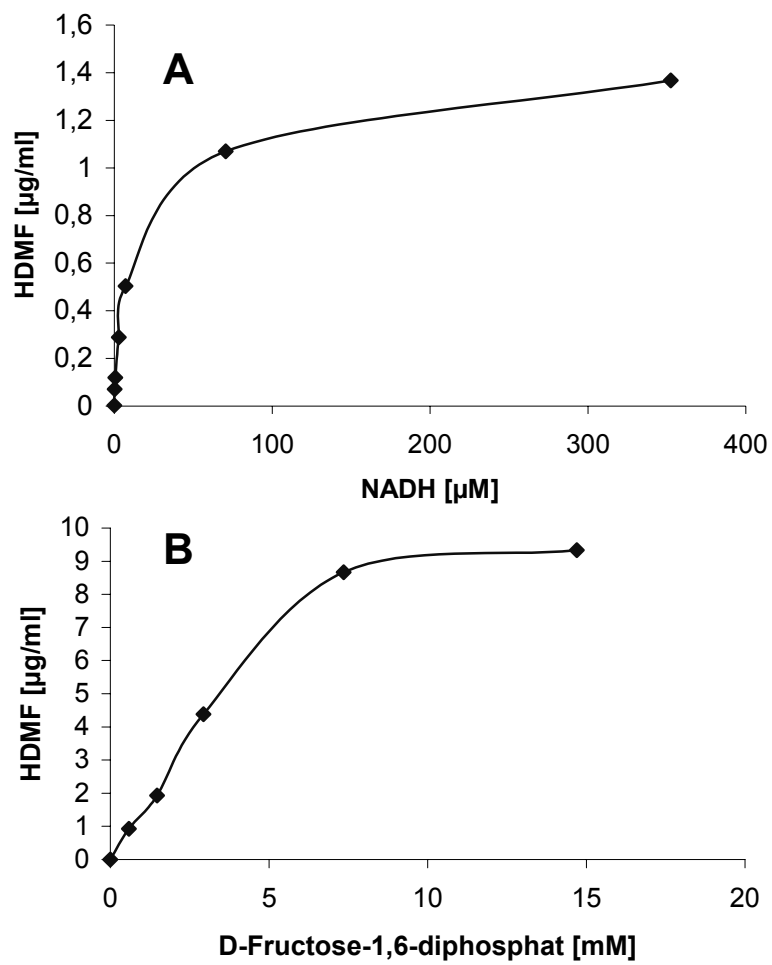 A
HDMF [µg/ml]
1,6
1,4
1,2
1
0,8
0,6
0,4
0,2
0
0 100 200 300 400
NADH [µM]
B
HDMF [µg/ml]
10
9
8
7
6
5
4
3
2
1
0
0 5 10 15 20
D-Fructose-1,6-diphosphat [mM]